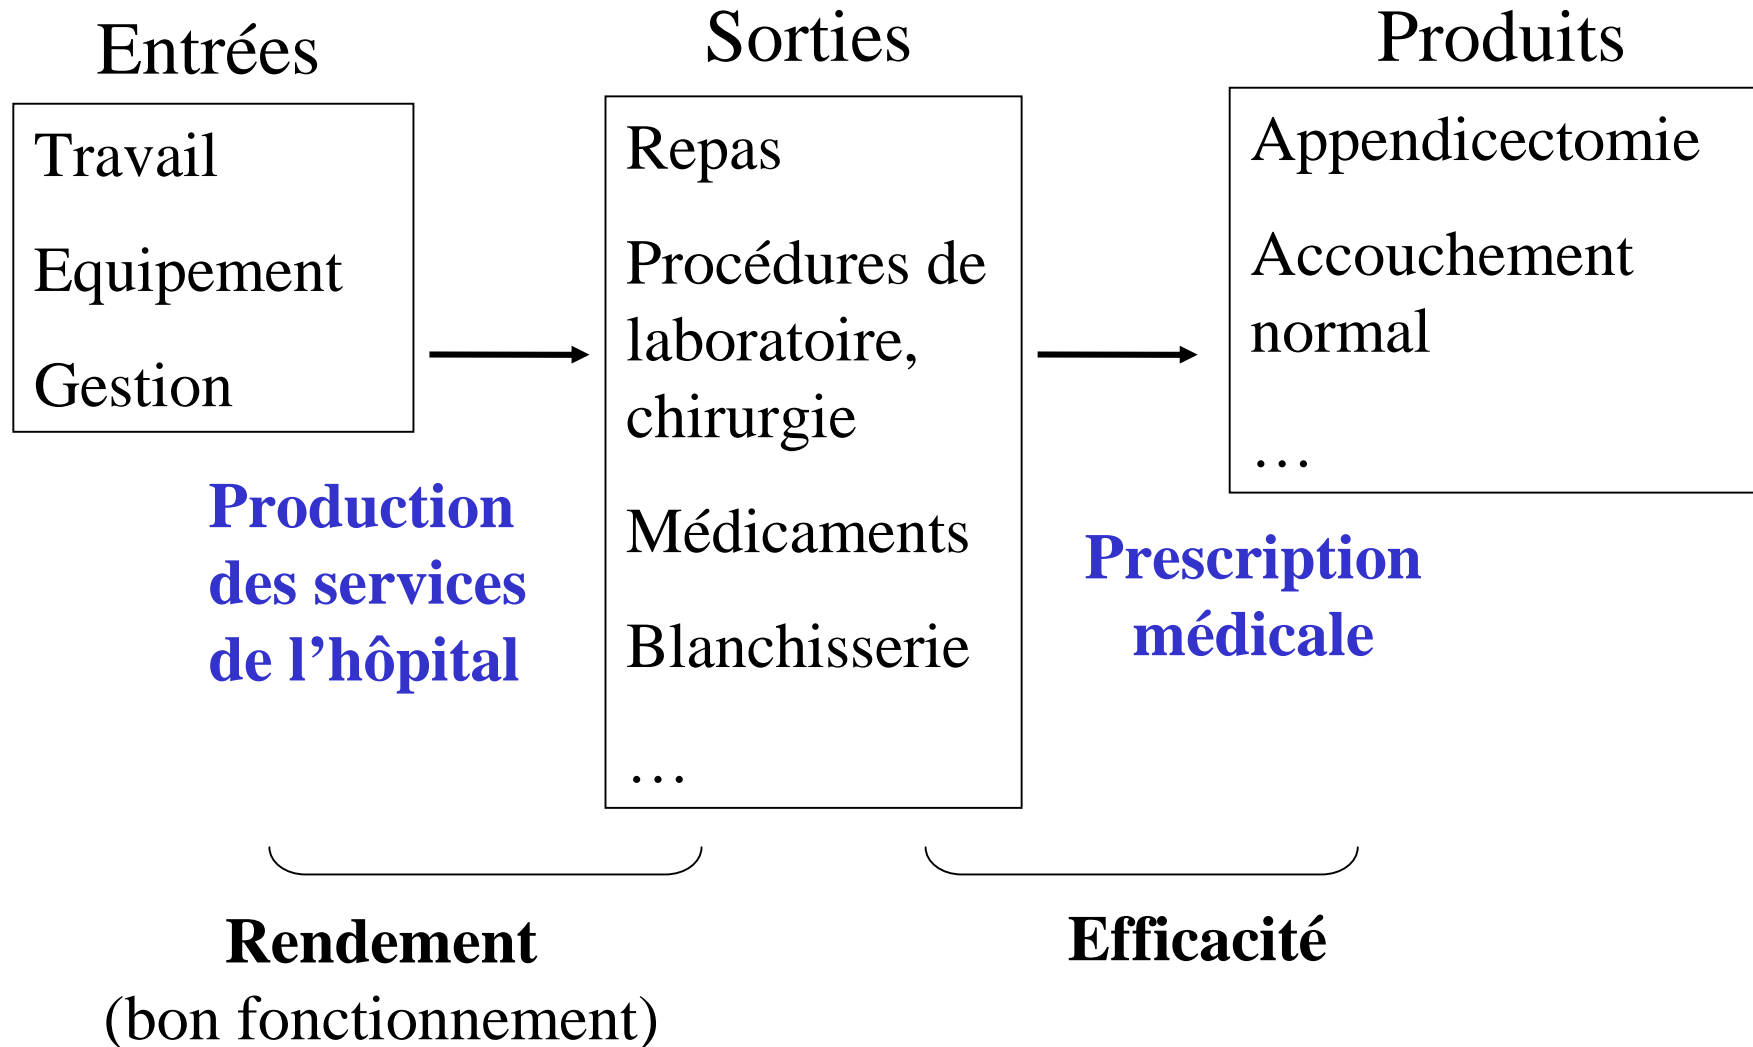 Entrées
Travail
Equipement
Gestion
Production
des services
de l’hôpital
Sorties
Repas
Procédures de
laboratoire,
chirurgie
Médicaments
Blanchisserie
…
Produits
Appendicectomie
Accouchement
normal
…
Prescription
médicale
Rendement
(bon fonctionnement)
Efficacité